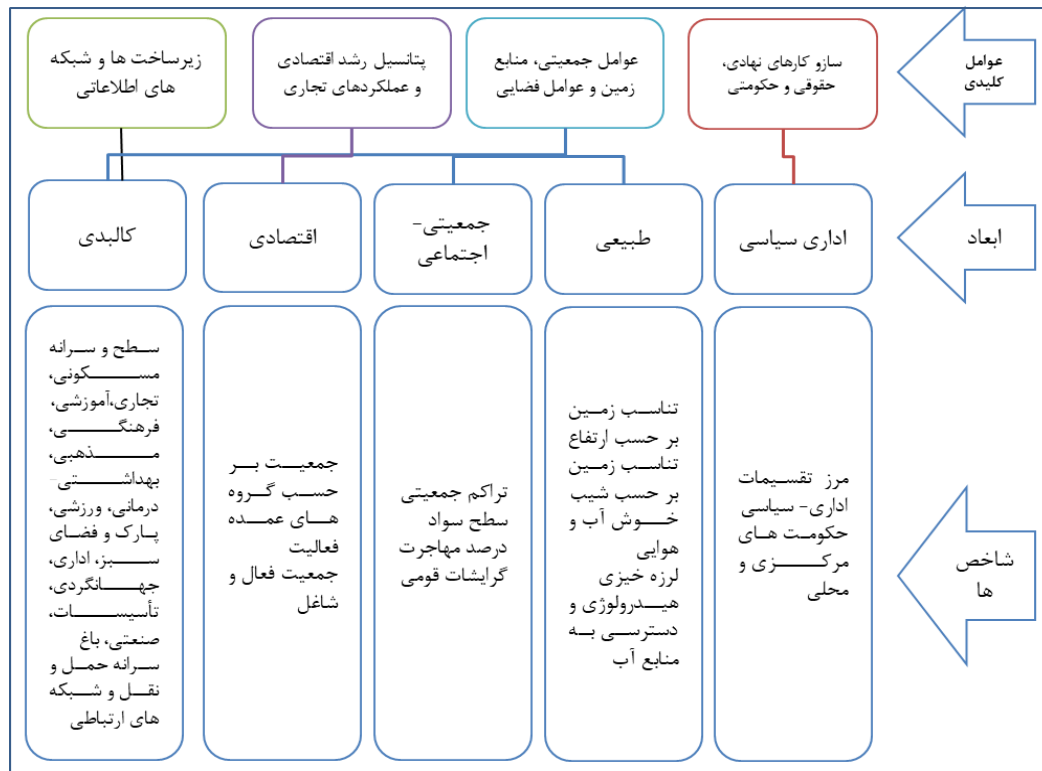 عوامل
کلیدی
سازو کارهای نهادی،
حقوقی و حکومتی
عوامل جمعیتی، منابع
زمین و عوامل فضایی
پتانسیل رشد اقتصادی
و عملکردهای تجاری
زیرساخت ها و شبکه
های اطلاعاتی
ابعاد
اداری سیاسی
طبیعی
جمعیتی-
اجتماعی
اقتصادی
کالبدی
شاخص
ها
مرز تقسیمات
اداری- سیاسی
حکومت های
مرکزی و
محلی
تناسب زمین
بر حسب ارتفاع
تناسب زمین
بر حسب شیب
خوش آب و
هوایی
لرزه خیزی
هیدرولوژی و
دسترسی به
منابع آب
تراکم جمعیتی
سطح سواد
درصد مهاجرت
گرایشات قومی
جمعیت بر
حسب گروه
های عمده
فعالیت
جمعیت فعال و
شاغل
سطح و سرانه
مسکونی،
تجاری،آموزشی،
فرهنگی،
مذهبی،
بهداشتی-
درمانی، ورزشی،
پارک و فضای
سبز، اداری،
جهانگردی،
تأسیسات،
صنعتی، باغ
سرانه حمل و
نقل و شبکه
های ارتباطی